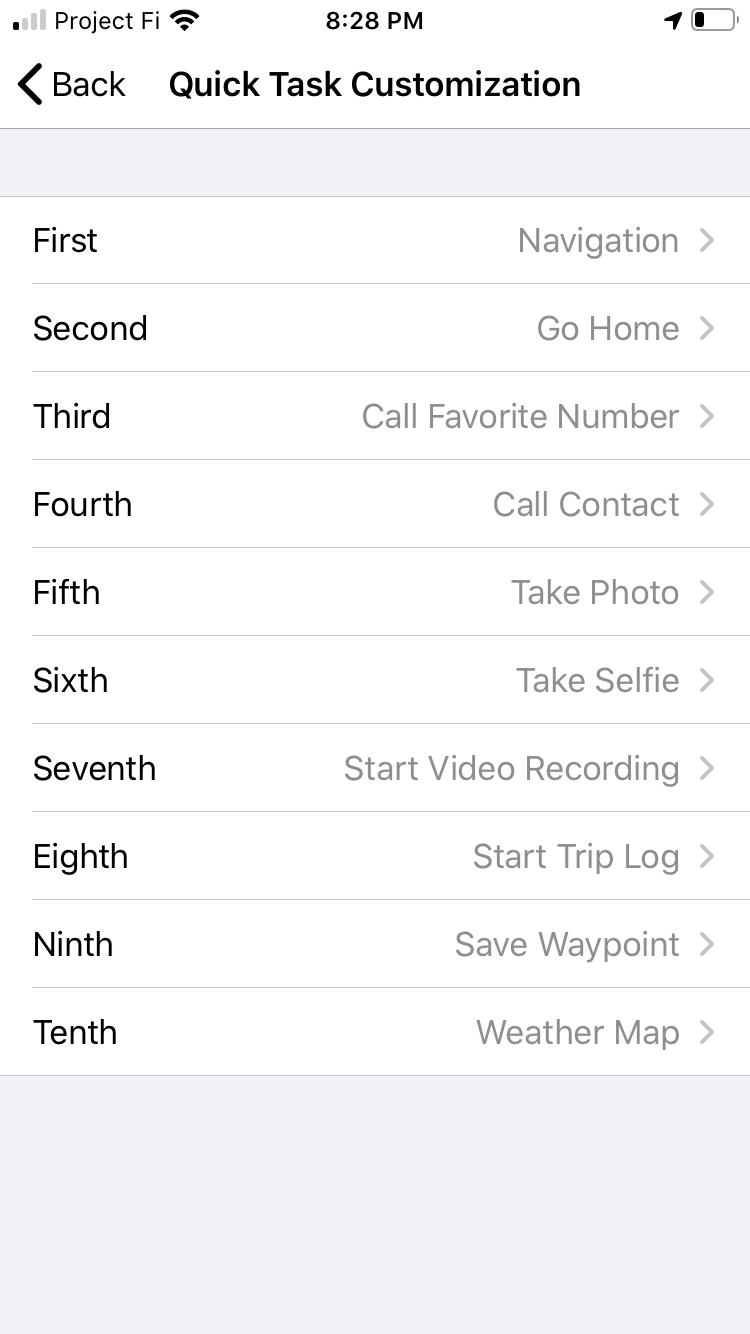 Project Fi 8:28 PM
Back Quick Task Customization
First Navigation
Second Go Home
Third Call Favorite Number
Fourth Call Contact
Fifth Take Photo
Sixth Take Selfie
Seventh Start Video Recording
Eighth Start Trip Log
Ninth Save Waypoint
Tenth Weather Map